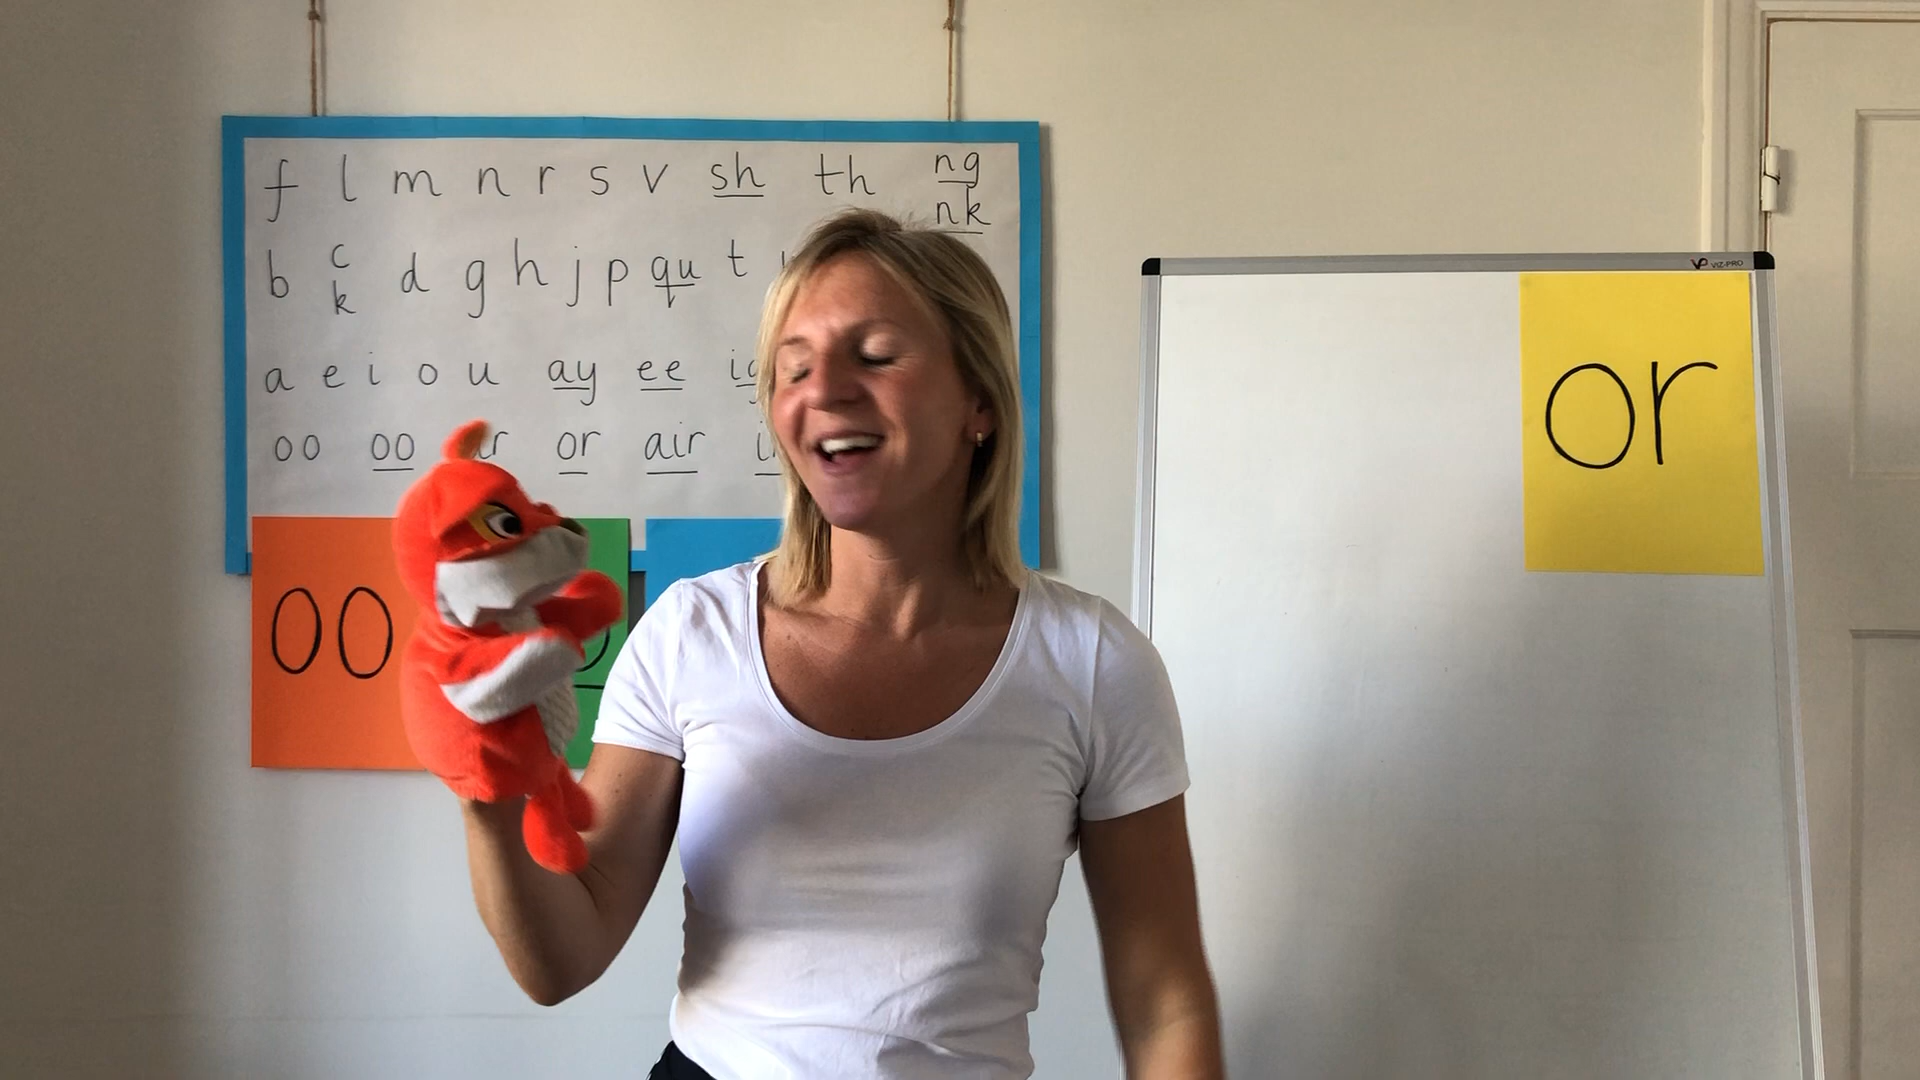 f l m n r s v sh th ng
nk
b c d g h j p qu t
k
a e i o u ay ee
oo oo or air
oo
VIZ-PRO
or